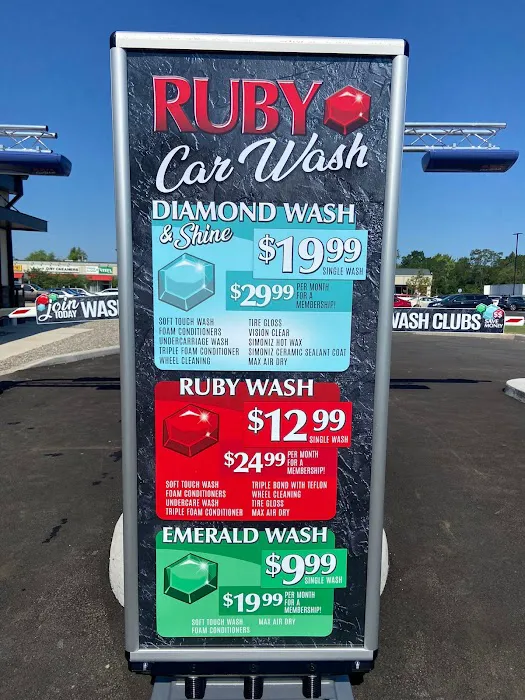 RUBY
Car Wash
DIAMOND WASH
& Shine
$19.99
SINGLE WASH
$29.99 PER MONTH
FOR A
MEMBERSHIP!
SOFT TOUCH WASH
FOAM CONDITIONERS
UNDERCARRIAGE WASH
TRIPLE FOAM CONDITIONER
WHEEL CLEANING
TIRE GLOSS
VISION CLEAR
SIMONIZ HOT WAX
SIMONIZ CERAMIC SEALANT COAT
MAX AIR DRY
RUBY WASH
$12.99
SINGLE WASH
$24.99 PER MONTH
FOR A
MEMBERSHIP!
SOFT TOUCH WASH
FOAM CONDITIONERS
UNDERCARE WASH
TRIPLE FOAM CONDITIONER
TRIPLE BOND WITH TEFLON
WHEEL CLEANING
TIRE GLOSS
MAX AIR DRY
EMERALD WASH
$9.99
SINGLE WASH
$19.99 PER MONTH
FOR A
MEMBERSHIP!
SOFT TOUCH WASH
FOAM CONDITIONERS
MAX AIR DRY
Join
TODAY
WAS
WASH CLUBS
$$
SAVE
MONEY